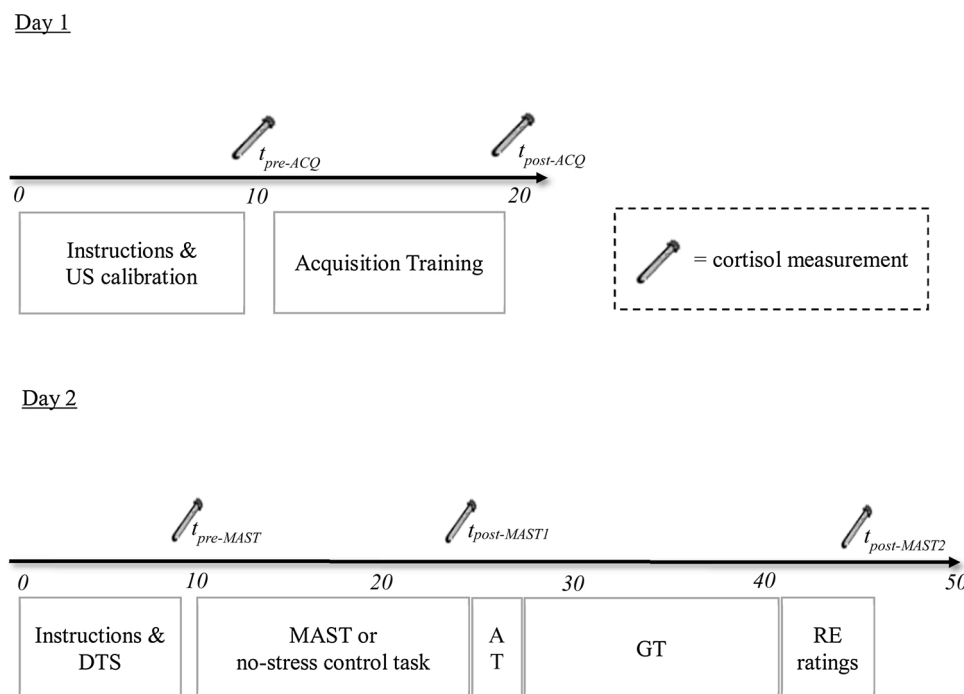 Day 1
t pre-ACQ
t post-ACQ
0 10 20
Instructions &
US calibration
Acquisition Training
= cortisol measurement
Day 2
t pre-MAST
t post-MAST1
t post-MAST2
0 10 20 30 40 50
Instructions &
DTS
MAST or
no-stress control task
A
T
GT
RE
ratings